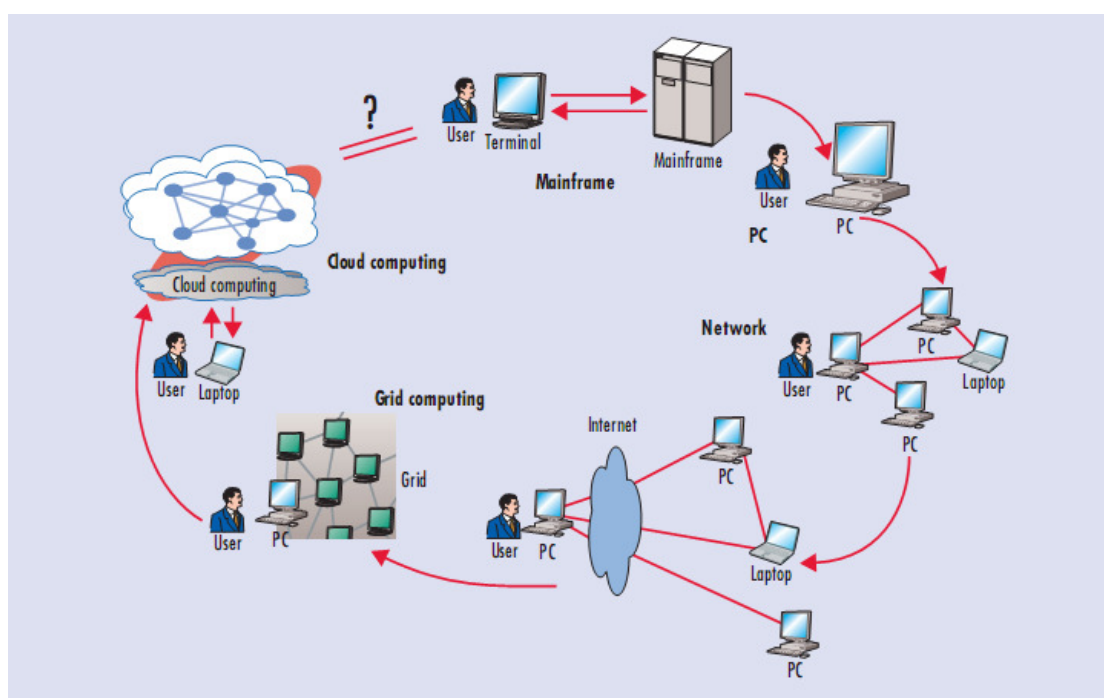 ?
User
Terminal
Mainframe
Mainframe
User
PC
PC
Cloud computing
Cloud computing
User
Laptop
Network
PC
User
PC
Laptop
PC
Grid computing
Grid
User
PC
Internet
User
PC
PC
Laptop
PC